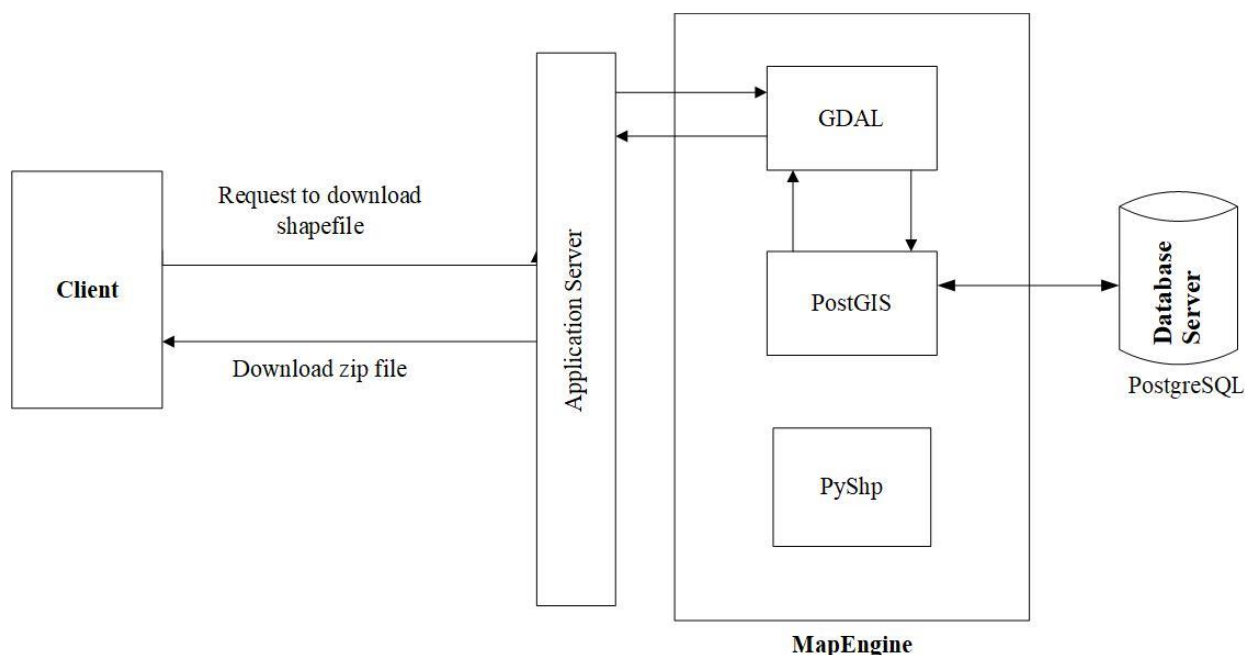 Client
Request to download
shapefile
Download zip file
Application Server
GDAL
PostGIS
PyShp
MapEngine
Database
Server
PostgreSQL